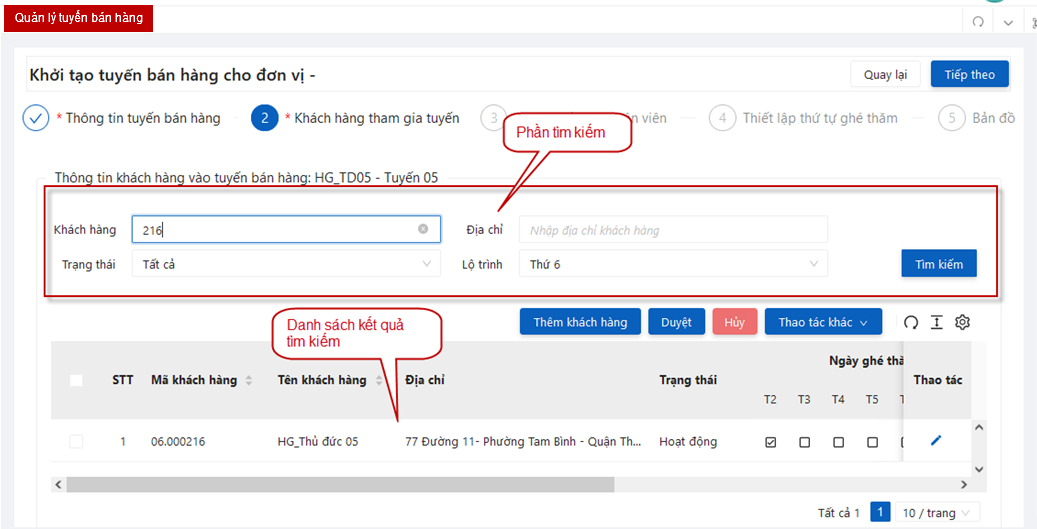 Quản lý tuyến bán hàng
Khởi tạo tuyến bán hàng cho đơn vị -
Quay lại
Tiếp theo
* Thông tin tuyến bán hàng
2 * Khách hàng tham gia tuyến
3
viên
4 Thiết lập thứ tự ghé thăm
5 Bản đồ
Phần tìm kiếm
Thông tin khách hàng vào tuyến bán hàng: HG_TD05 - Tuyến 05
Khách hàng 216
Địa chỉ Nhập địa chỉ khách hàng
Trạng thái Tất cả
Lộ trình Thứ 6
Tìm kiếm
Danh sách kết quả
tìm kiếm
Thêm khách hàng Duyệt Hủy Thao tác khác
STT Mã khách hàng Tên khách hàng Địa chỉ Trạng thái Ngày ghé Thao tác
T2 T3 T4 T5
1 06.000216 HG_Thủ đức 05 77 Đường 11- Phường Tam Bình - Quận Th... Hoạt động
Tất cả 1 1 10 / trang